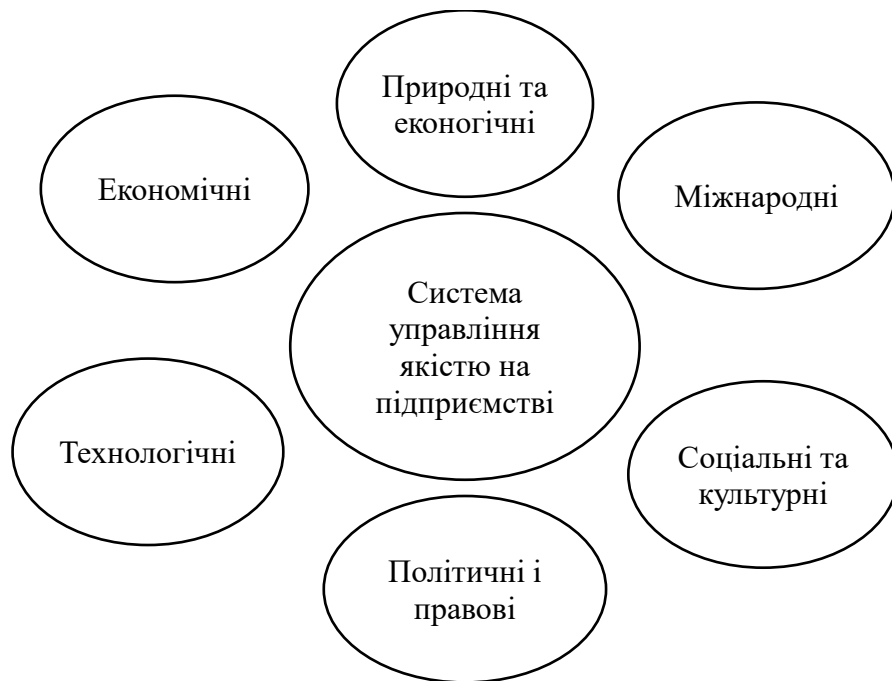 Природні та
еконогічні
Економічні
Міжнародні
Система
управління
якістю на
підприємстві
Технологічні
Соціальні та
культурні
Політичні і
правові